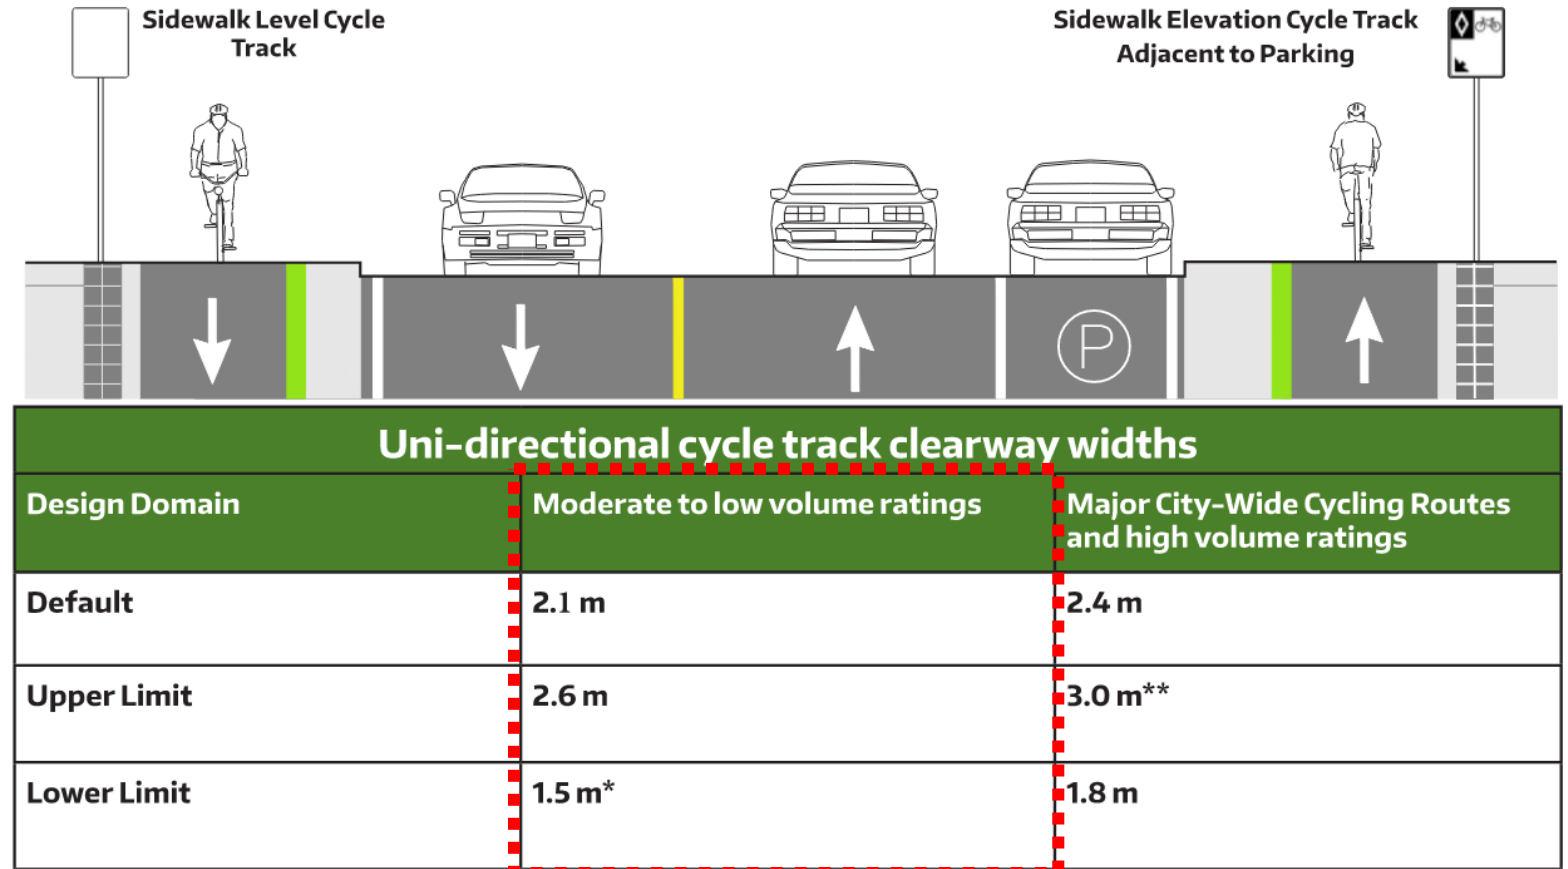 Sidewalk Level Cycle
Track
Sidewalk Elevation Cycle Track
Adjacent to Parking
P
Uni-directional cycle track clearway widths
Design Domain
Moderate to low volume ratings
Major City-Wide Cycling Routes
and high volume ratings
Default
2.1 m
2.4 m
Upper Limit
2.6 m
3.0 m**
Lower Limit
1.5 m*
1.8 m